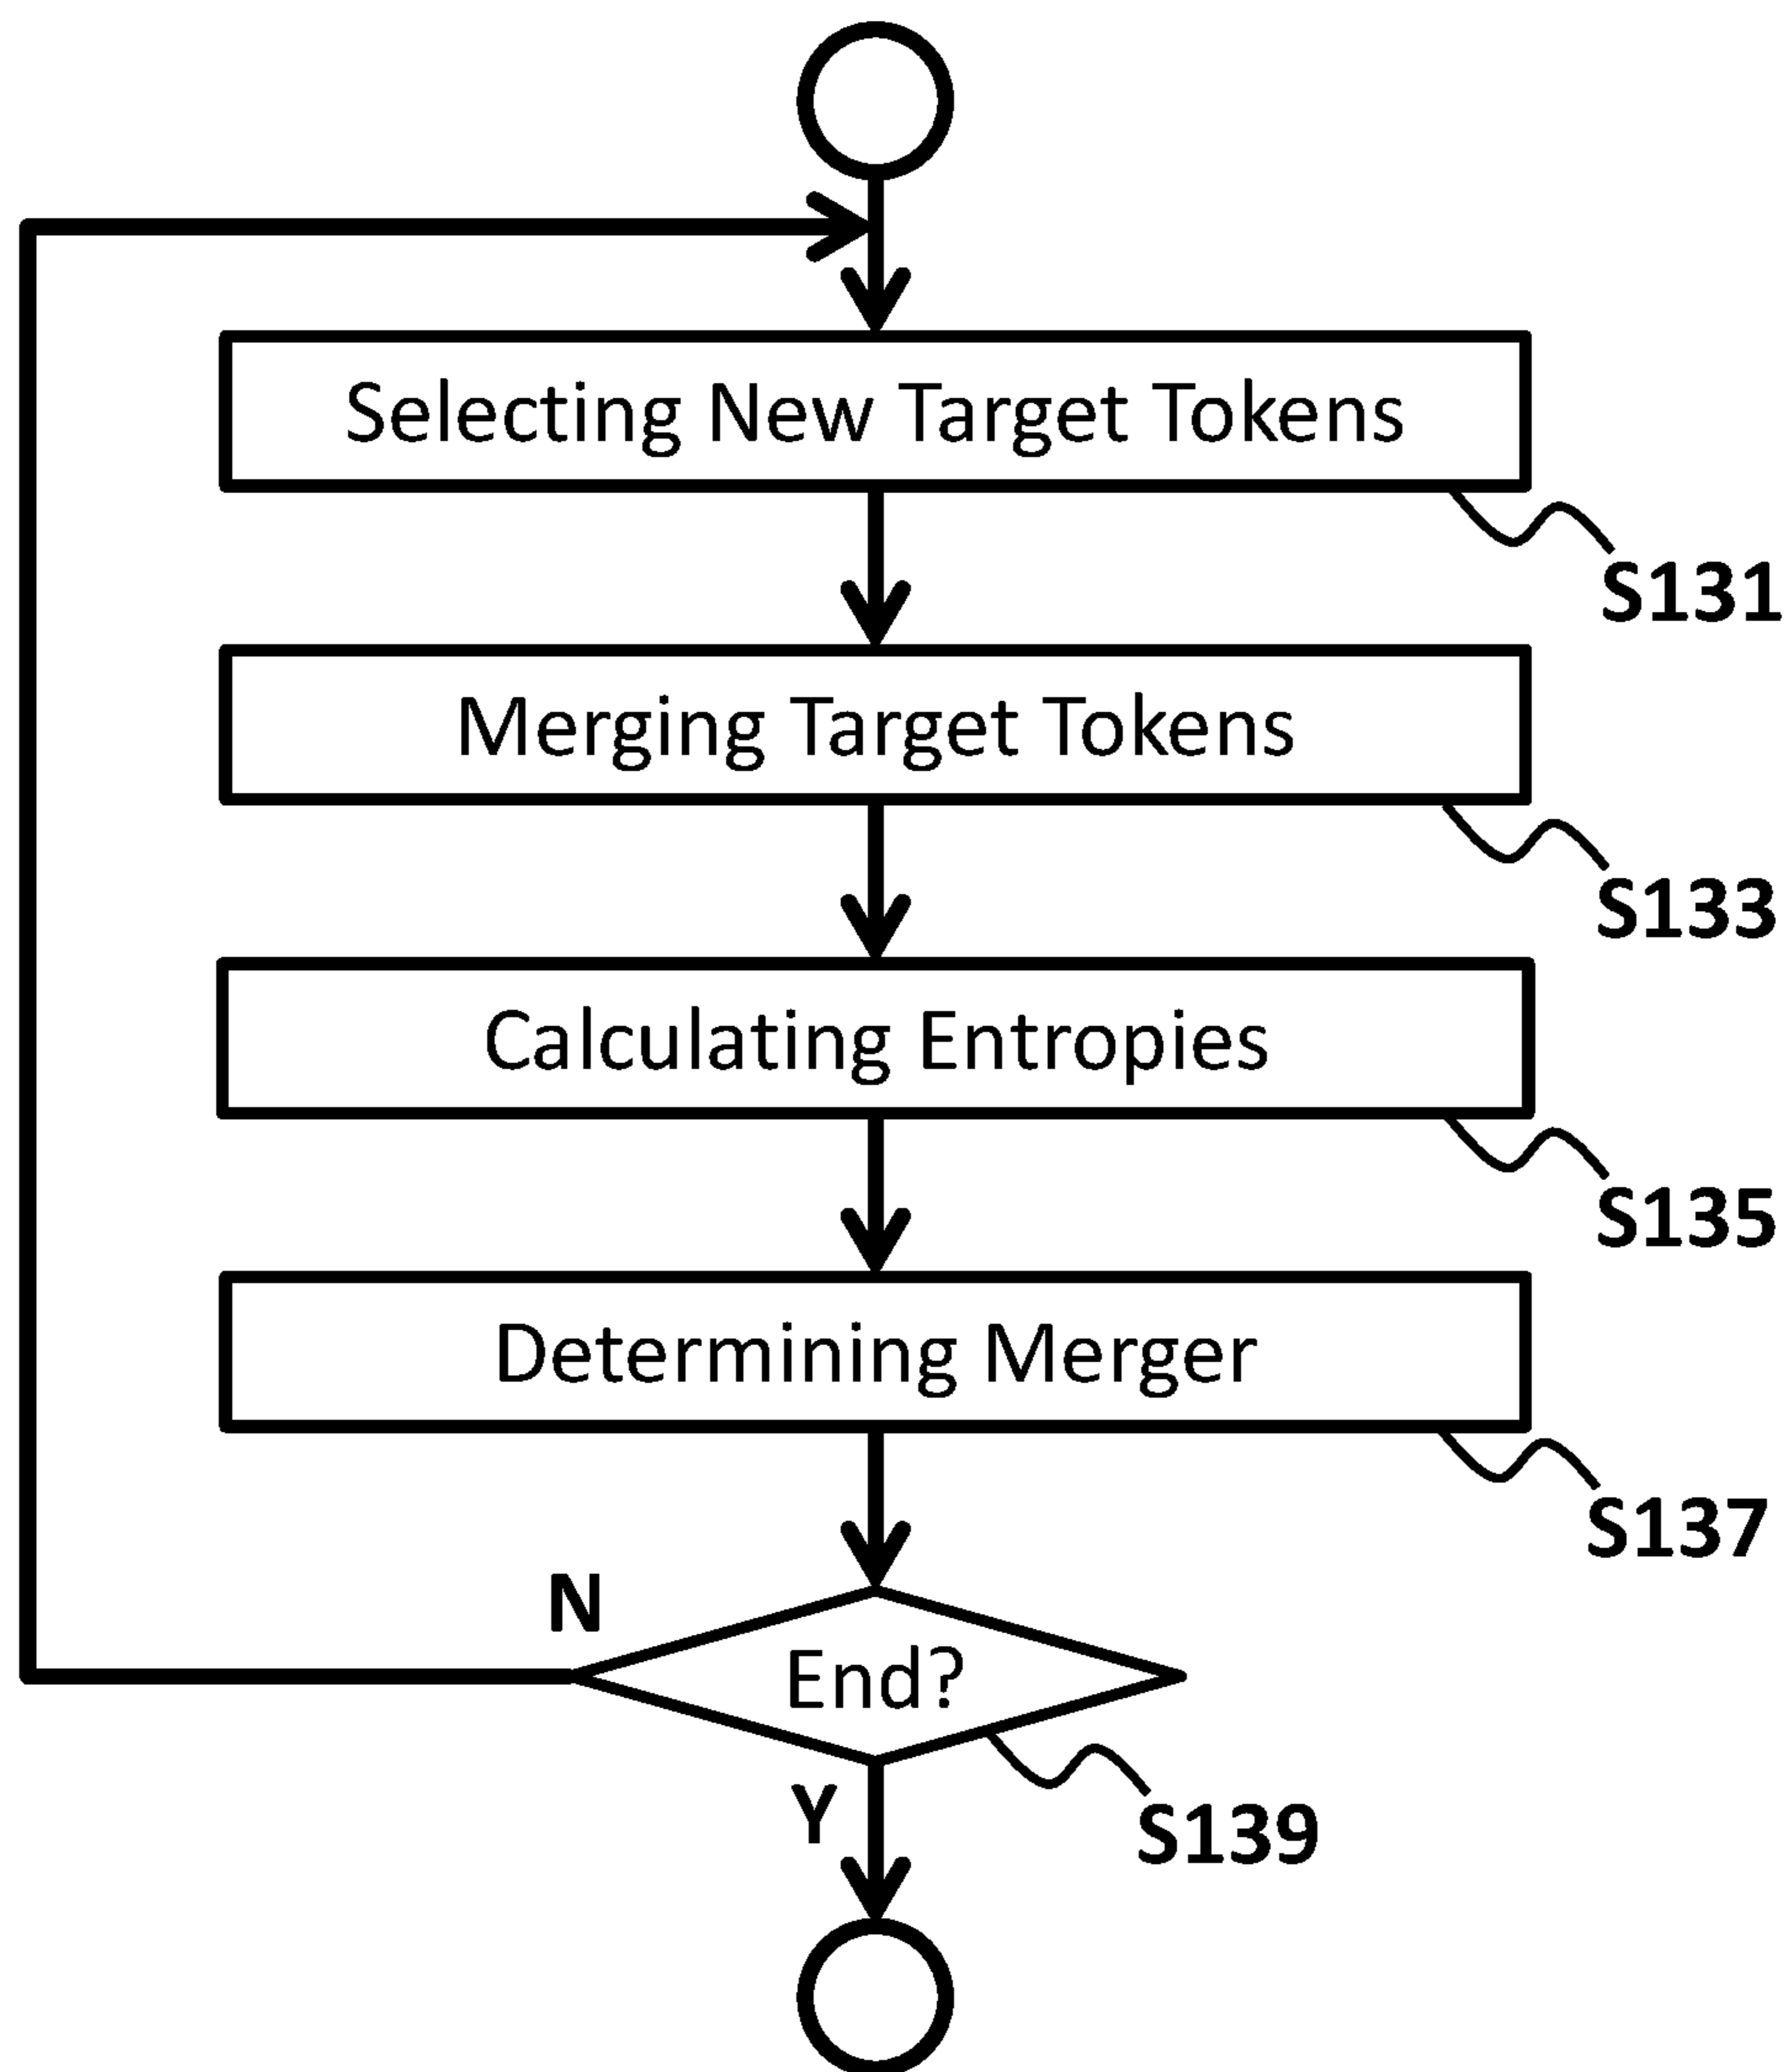 Selecting New Target Tokens
S131
Merging Target Tokens
S133
Calculating Entropies
S135
Determining Merger
S137
N
End?
Y
S139